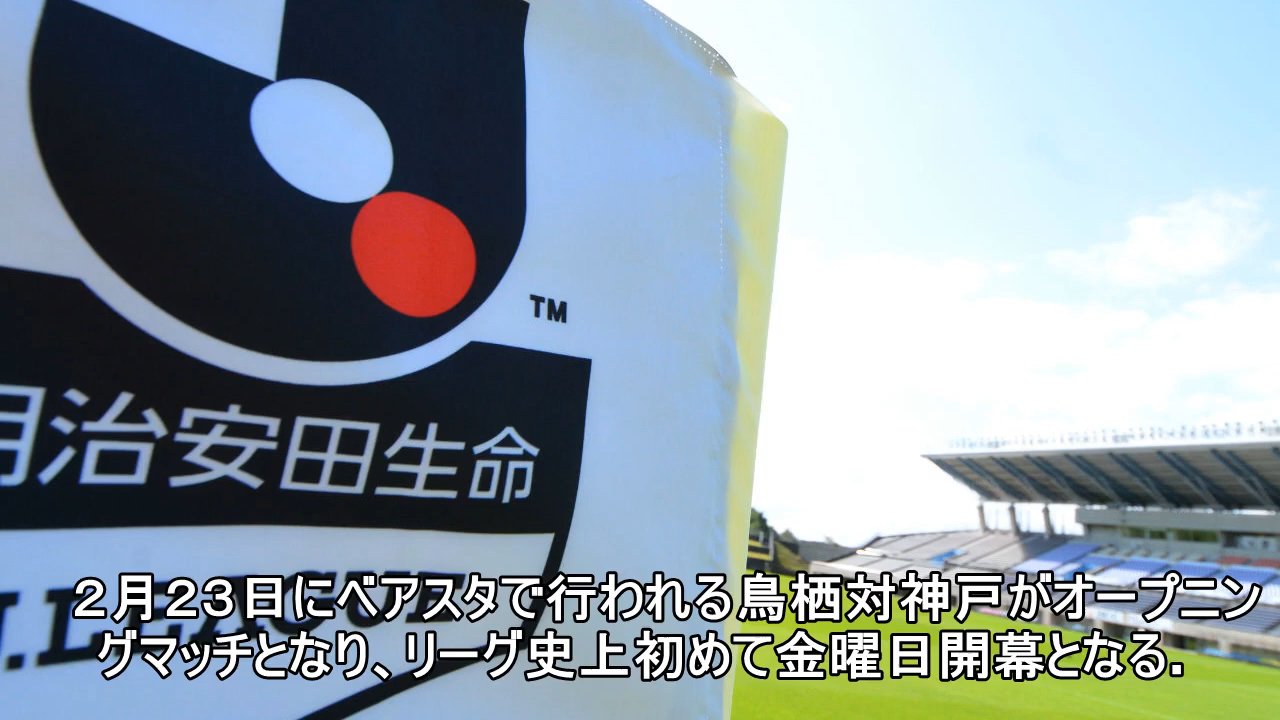 TM
明治安田生命
J.LEAGUE
２月２３日にベアスタで行われる鳥栖対神戸がオープニン
グマッチとなり、リーグ史上初めて金曜日開幕となる．